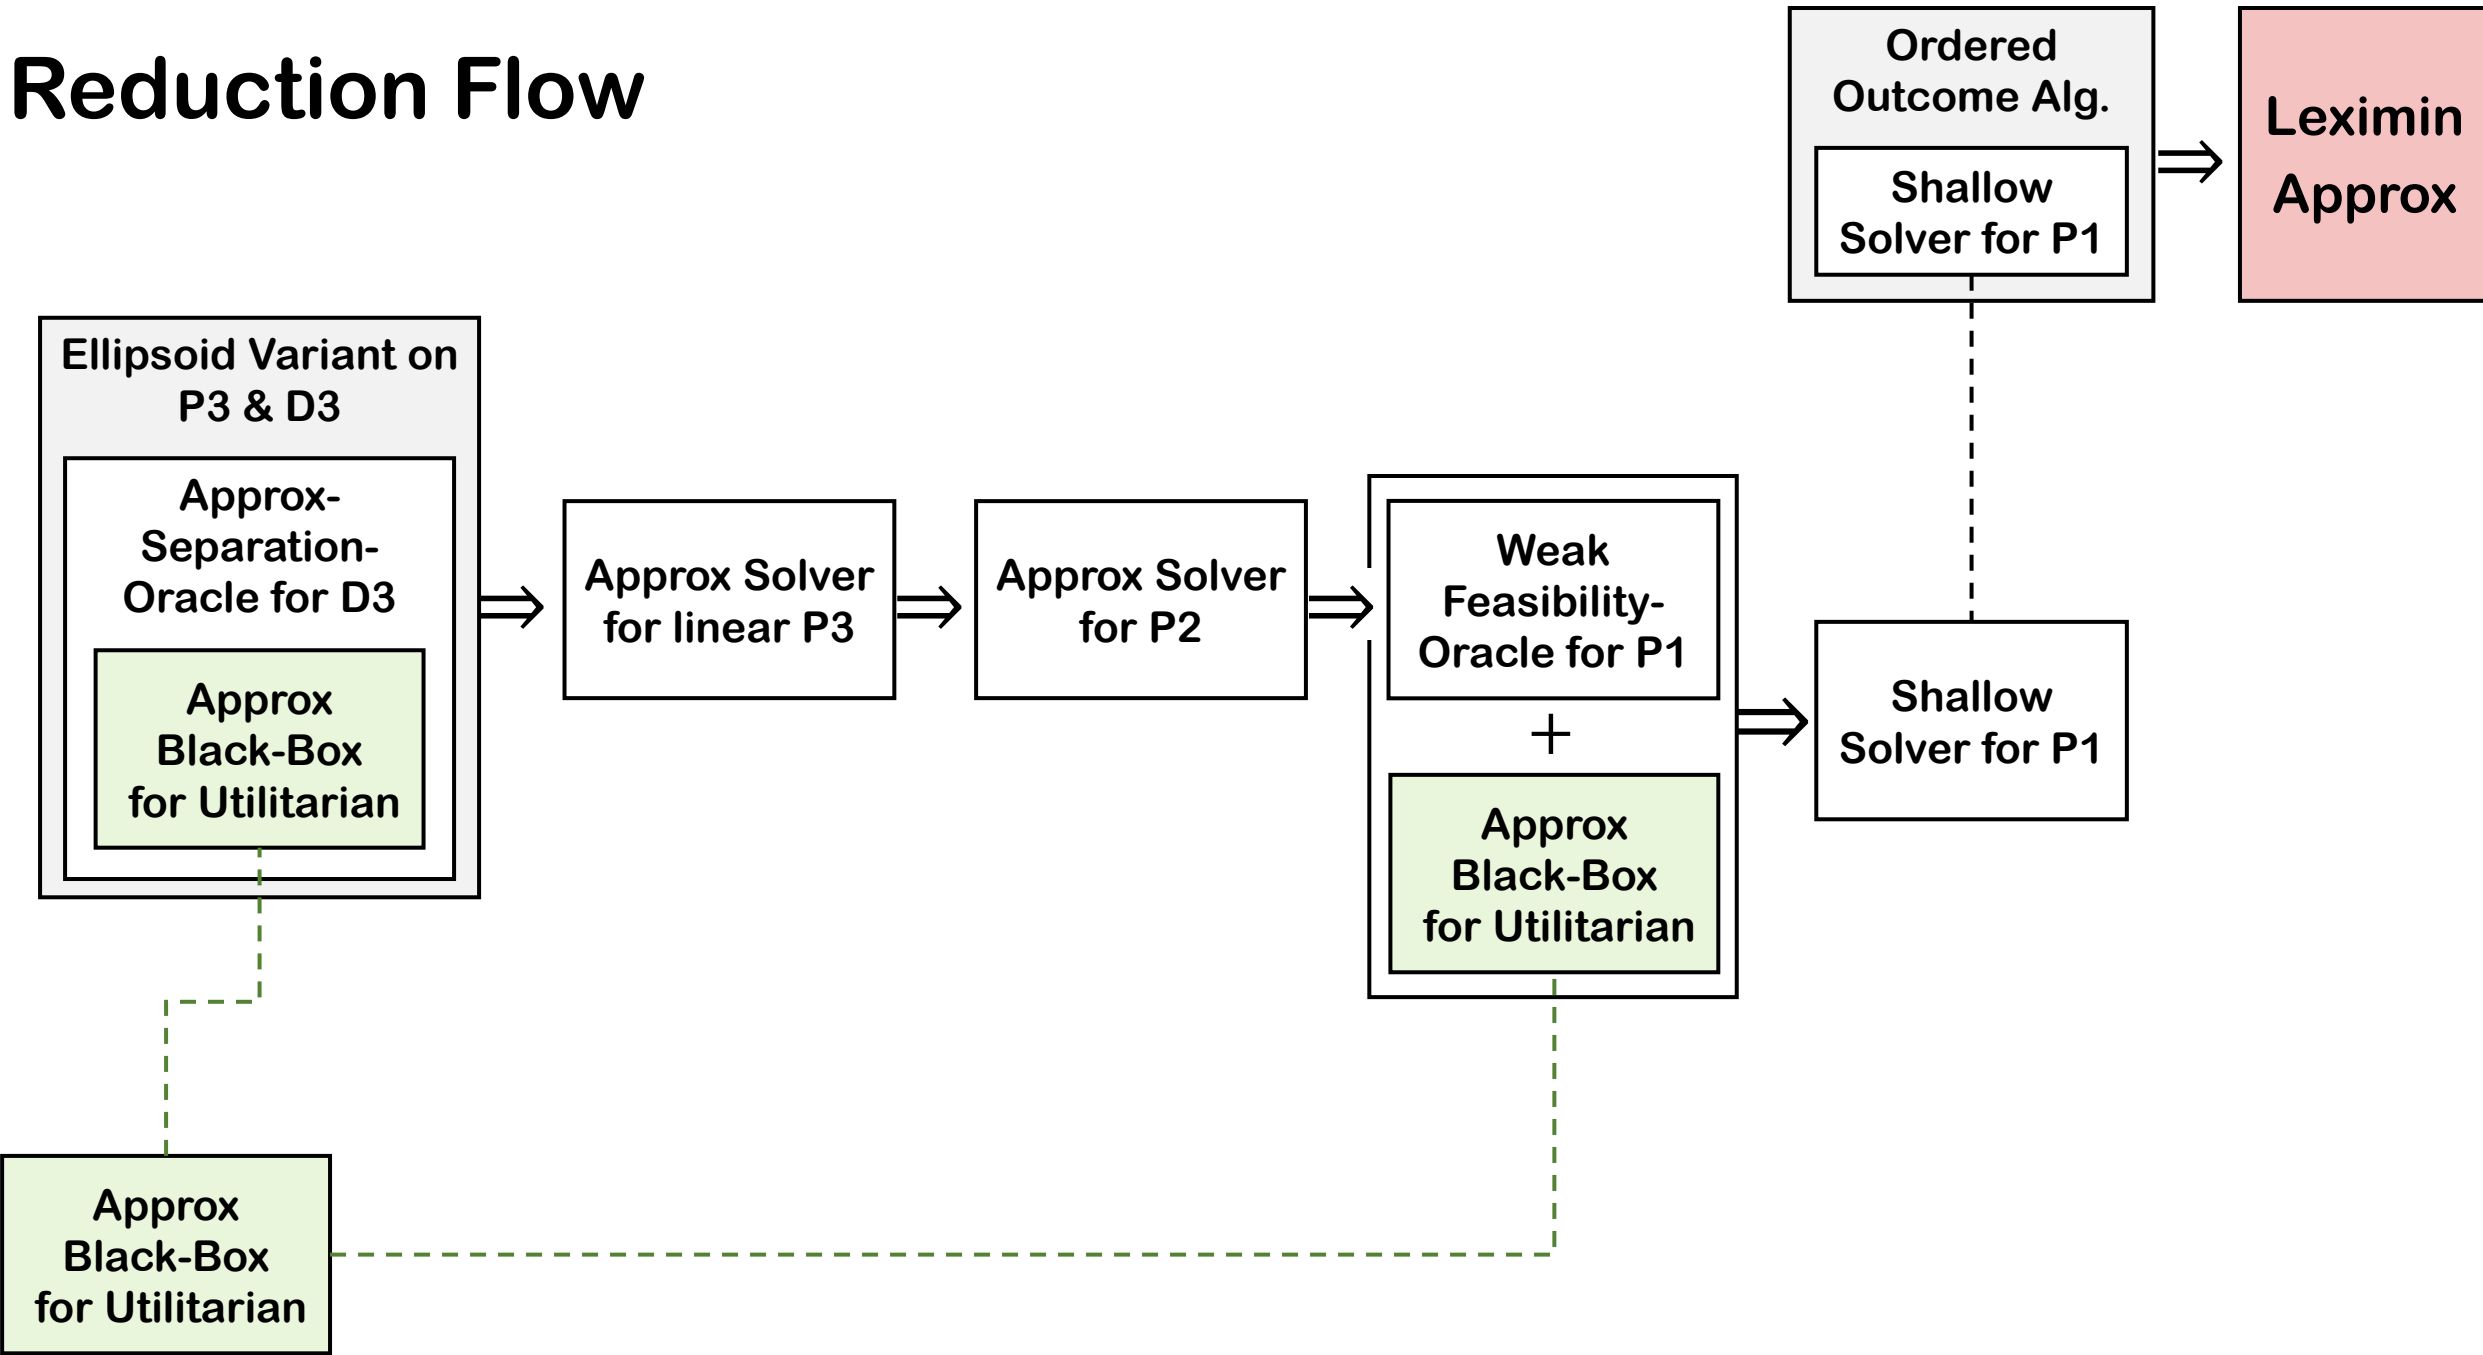 Reduction Flow
Ordered
Outcome Alg.
Shallow
Solver for P1
Leximin
Approx
Ellipsoid Variant on
P3 & D3
Approx-
Separation-
Oracle for D3
Approx
Black-Box
for Utilitarian
Approx Solver
for linear P3
Approx Solver
for P2
Weak
Feasibility-
Oracle for P1
+
Approx
Black-Box
for Utilitarian
Shallow
Solver for P1
Approx
Black-Box
for Utilitarian